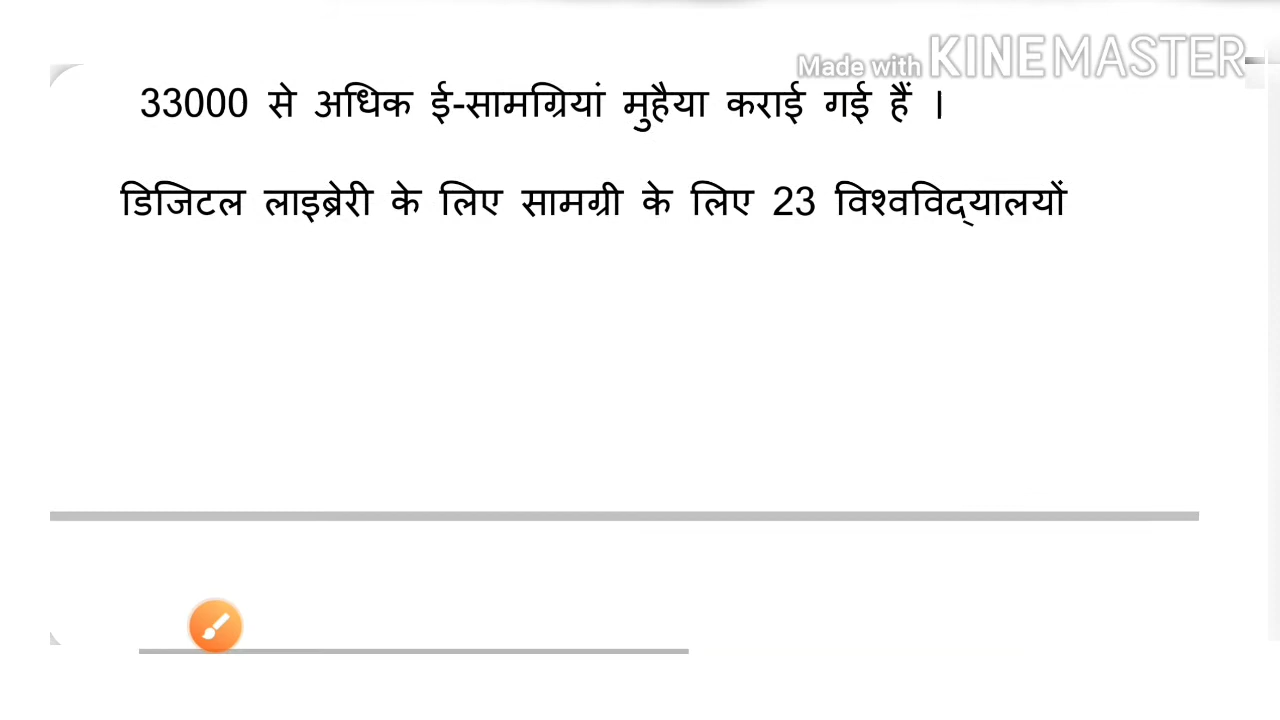 Made with KINEMASTER
33000 से अधिक ई-सामग्रियां मुहैया कराई गई हैं ।
डिजिटल लाइब्रेरी के लिए सामग्री के लिए 23 विश्वविद्यालयों